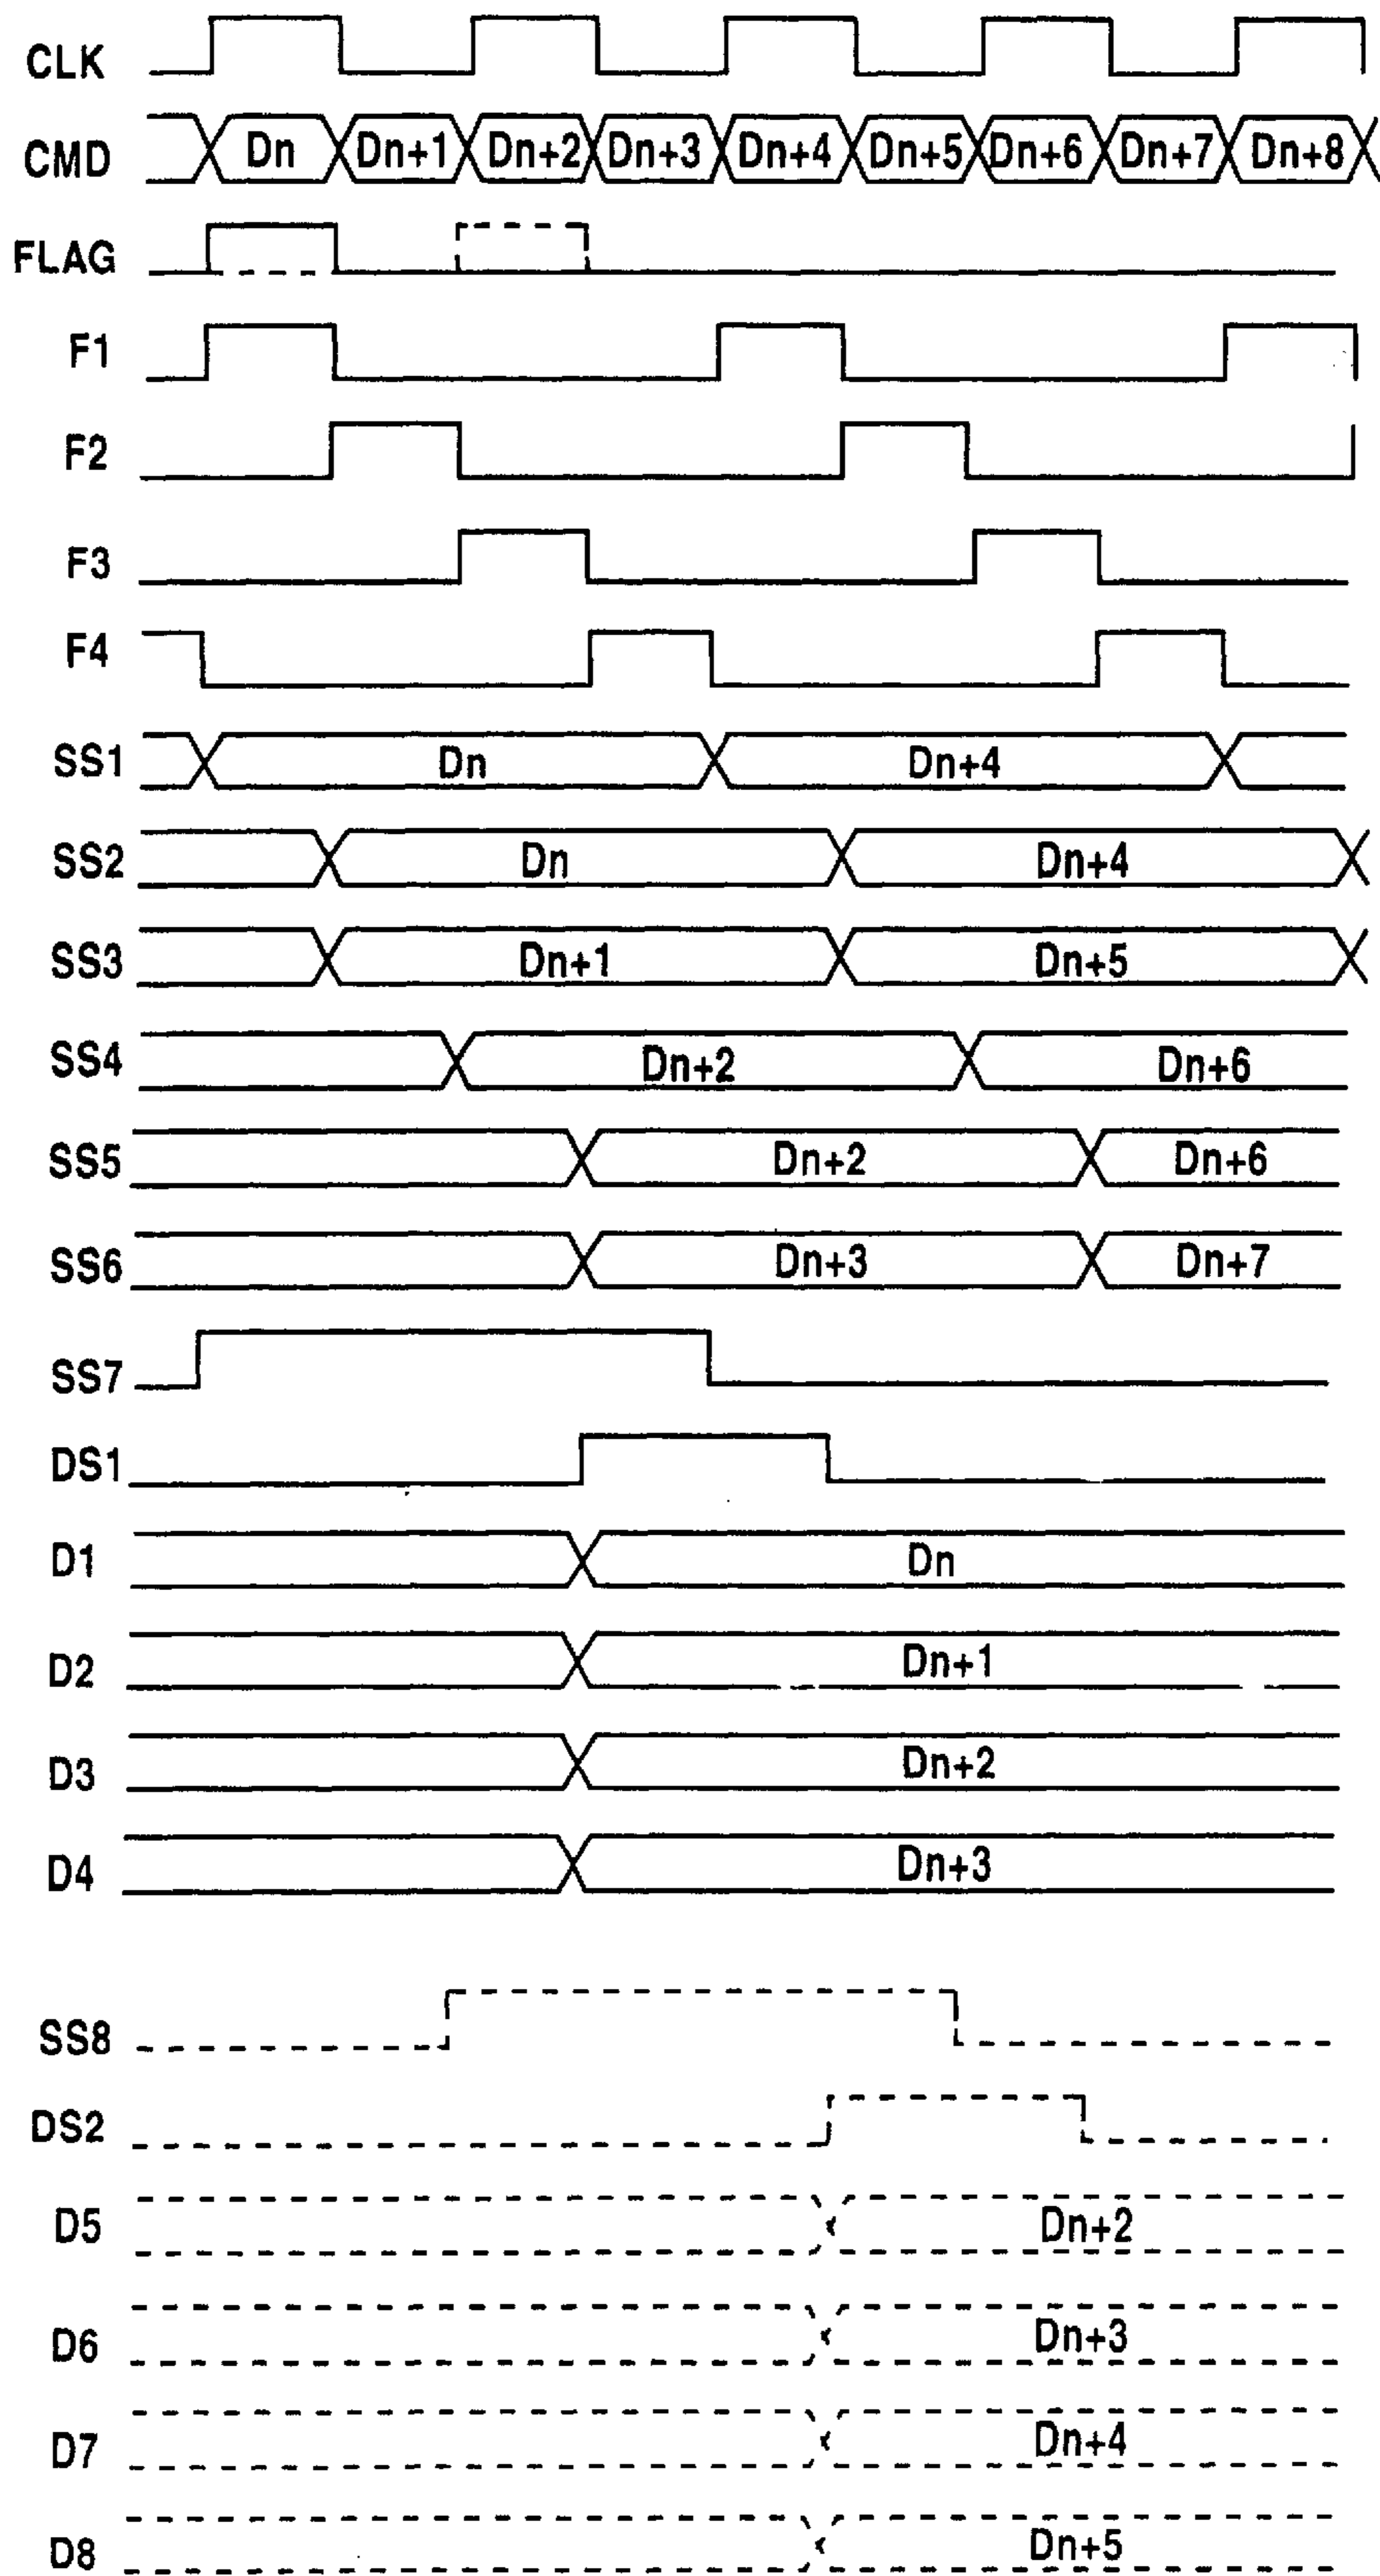 CLK
CMD Dn Dn+1 Dn+2 Dn+3 Dn+4 Dn+5 Dn+6 Dn+7 Dn+8
FLAG
F1
F2
F3
F4
SS1 Dn Dn+4
SS2 Dn Dn+4
SS3 Dn+1 Dn+5
SS4 Dn+2 Dn+6
SS5 Dn+2 Dn+6
SS6 Dn+3 Dn+7
SS7
DS1
D1 Dn
D2 Dn+1
D3 Dn+2
D4 Dn+3
SS8
DS2
D5 Dn+2
D6 Dn+3
D7 Dn+4
D8 Dn+5